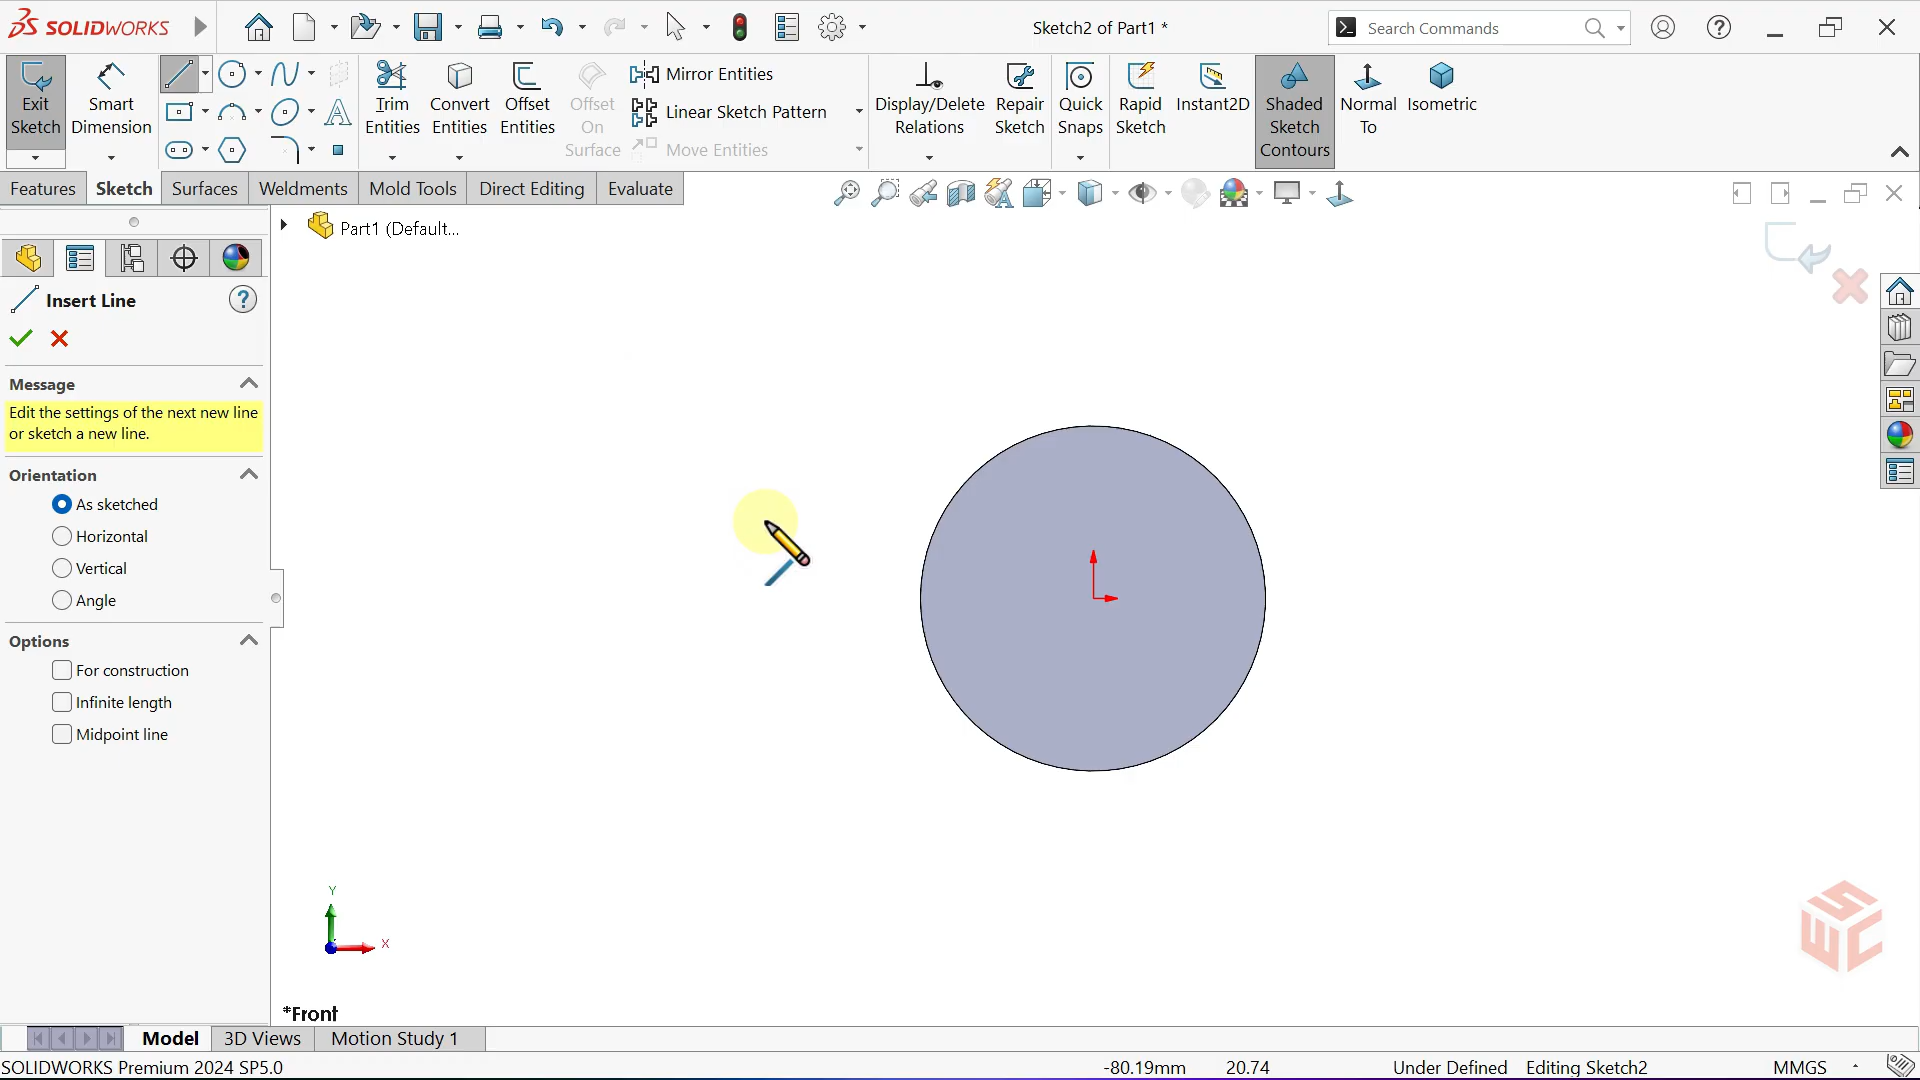 SOLIDWORKS
Sketch2 of Part1 *
Search Commands
Exit Sketch
Smart Dimension
Trim Entities
Convert Entities
Offset Entities
Offset On Surface
Mirror Entities
Linear Sketch Pattern
Move Entities
Display/Delete Relations
Repair Sketch
Quick Snaps
Rapid Sketch
Instant2D
Shaded Sketch Contours
Normal To
Isometric
Features
Sketch
Surfaces
Weldments
Mold Tools
Direct Editing
Evaluate
Part1 (Default...
Insert Line
Message
Edit the settings of the next new line
or sketch a new line.
Orientation
As sketched
Horizontal
Vertical
Angle
Options
For construction
Infinite length
Midpoint line
Y
X
*Front
SWC
Model
3D Views
Motion Study 1
SOLIDWORKS Premium 2024 SP5.0
-80.19mm
20.74
Under Defined
Editing Sketch2
MMGS